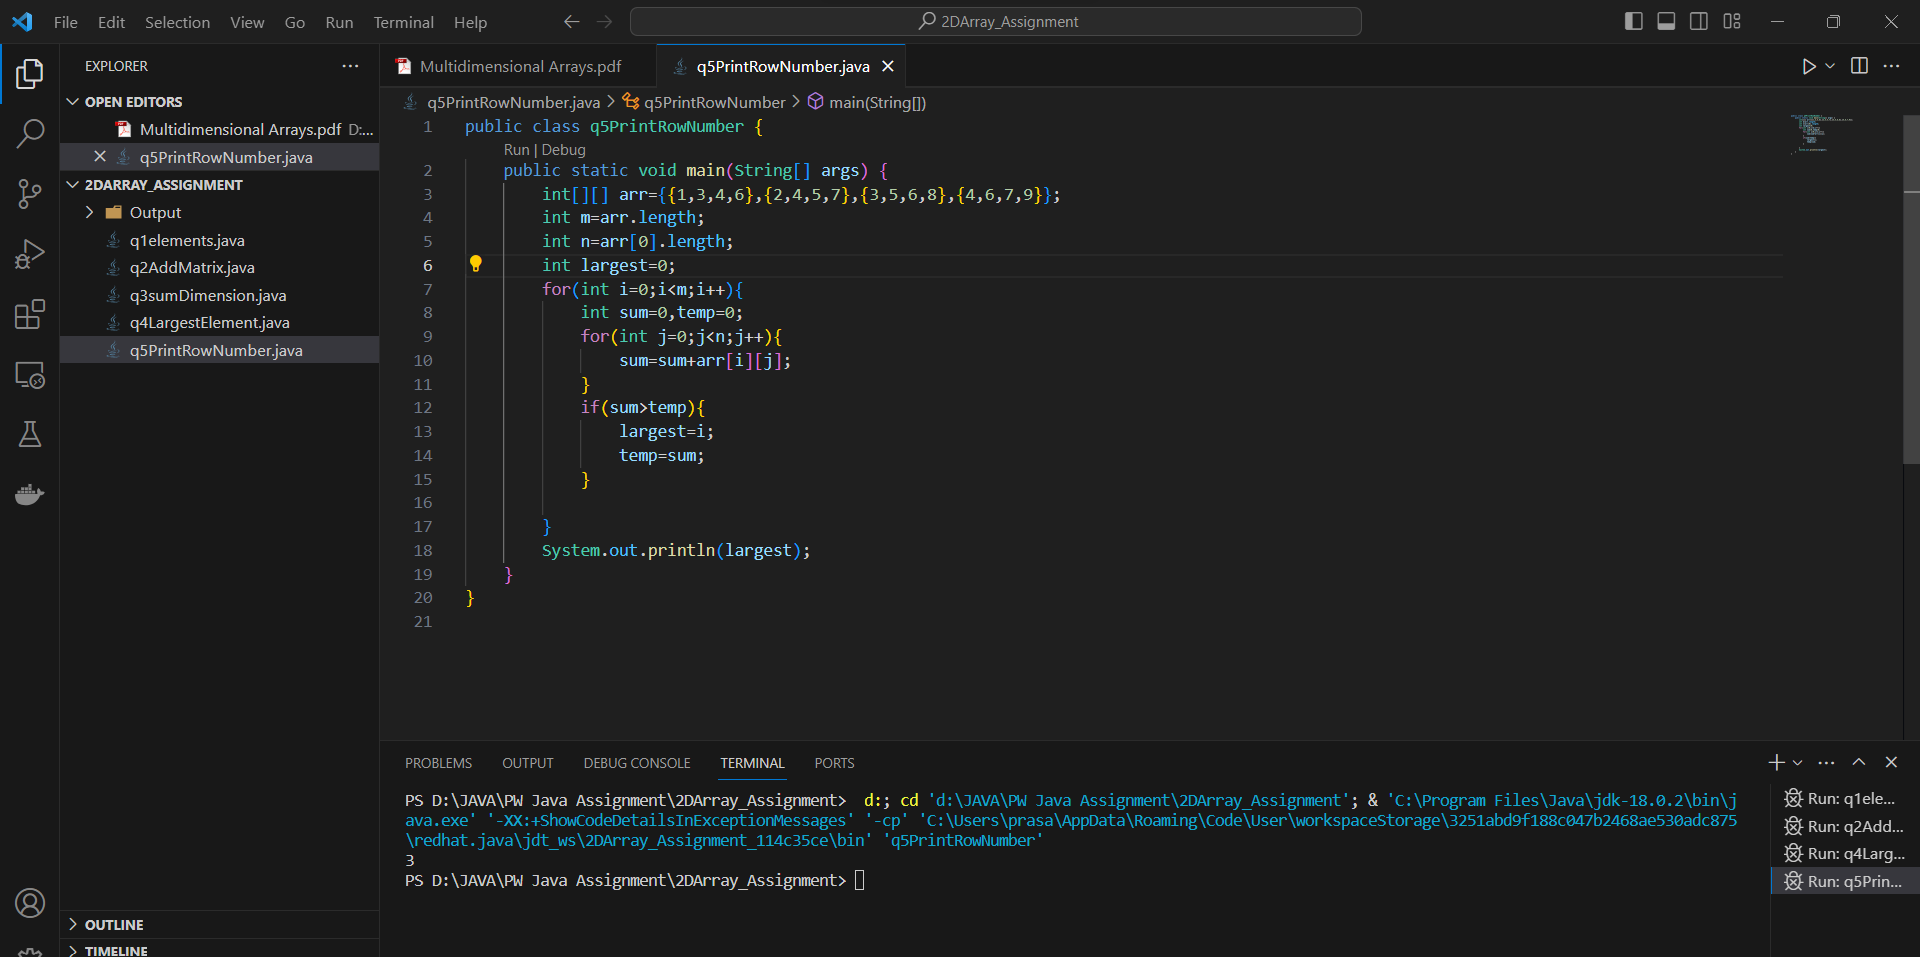 File Edit Selection View Go Run Terminal Help
2DArray_Assignment
EXPLORER
OPEN EDITORS
Multidimensional Arrays.pdf D:...
q5PrintRowNumber.java
2DARRAY_ASSIGNMENT
Output
q1elements.java
q2AddMatrix.java
q3sumDimension.java
q4LargestElement.java
q5PrintRowNumber.java
OUTLINE
TIMELINE
Multidimensional Arrays.pdf
q5PrintRowNumber.java
q5PrintRowNumber.java > q5PrintRowNumber > main(String[])
1 public class q5PrintRowNumber {
Run | Debug
2 public static void main(String[] args) {
3 int[][] arr={{1,3,4,6},{2,4,5,7},{3,5,6,8},{4,6,7,9}};
4 int m=arr.length;
5 int n=arr[0].length;
6 int largest=0;
7 for(int i=0;i<m;i++){
8 int sum=0,temp=0;
9 for(int j=0;j<n;j++){
10 sum=sum+arr[i][j];
11 }
12 if(sum>temp){
13 largest=i;
14 temp=sum;
15 }
16
17 }
18 System.out.println(largest);
19 }
20 }
21
PROBLEMS OUTPUT DEBUG CONSOLE TERMINAL PORTS
PS D:\JAVA\PW Java Assignment\2DArray_Assignment> d:; cd 'd:\JAVA\PW Java Assignment\2DArray_Assignment'; & 'C:\Program Files\Java\jdk-18.0.2\bin\j
ava.exe' '-XX:+ShowCodeDetailsInExceptionMessages' '-cp' 'C:\Users\prasa\AppData\Roaming\Code\User\workspaceStorage\3251abd9f188c047b2468ae530adc875
\redhat.java\jdt_ws\2DArray_Assignment_114c35ce\bin' 'q5PrintRowNumber'
3
PS D:\JAVA\PW Java Assignment\2DArray_Assignment>
Run: q1ele...
Run: q2Add...
Run: q4Larg...
Run: q5Prin...